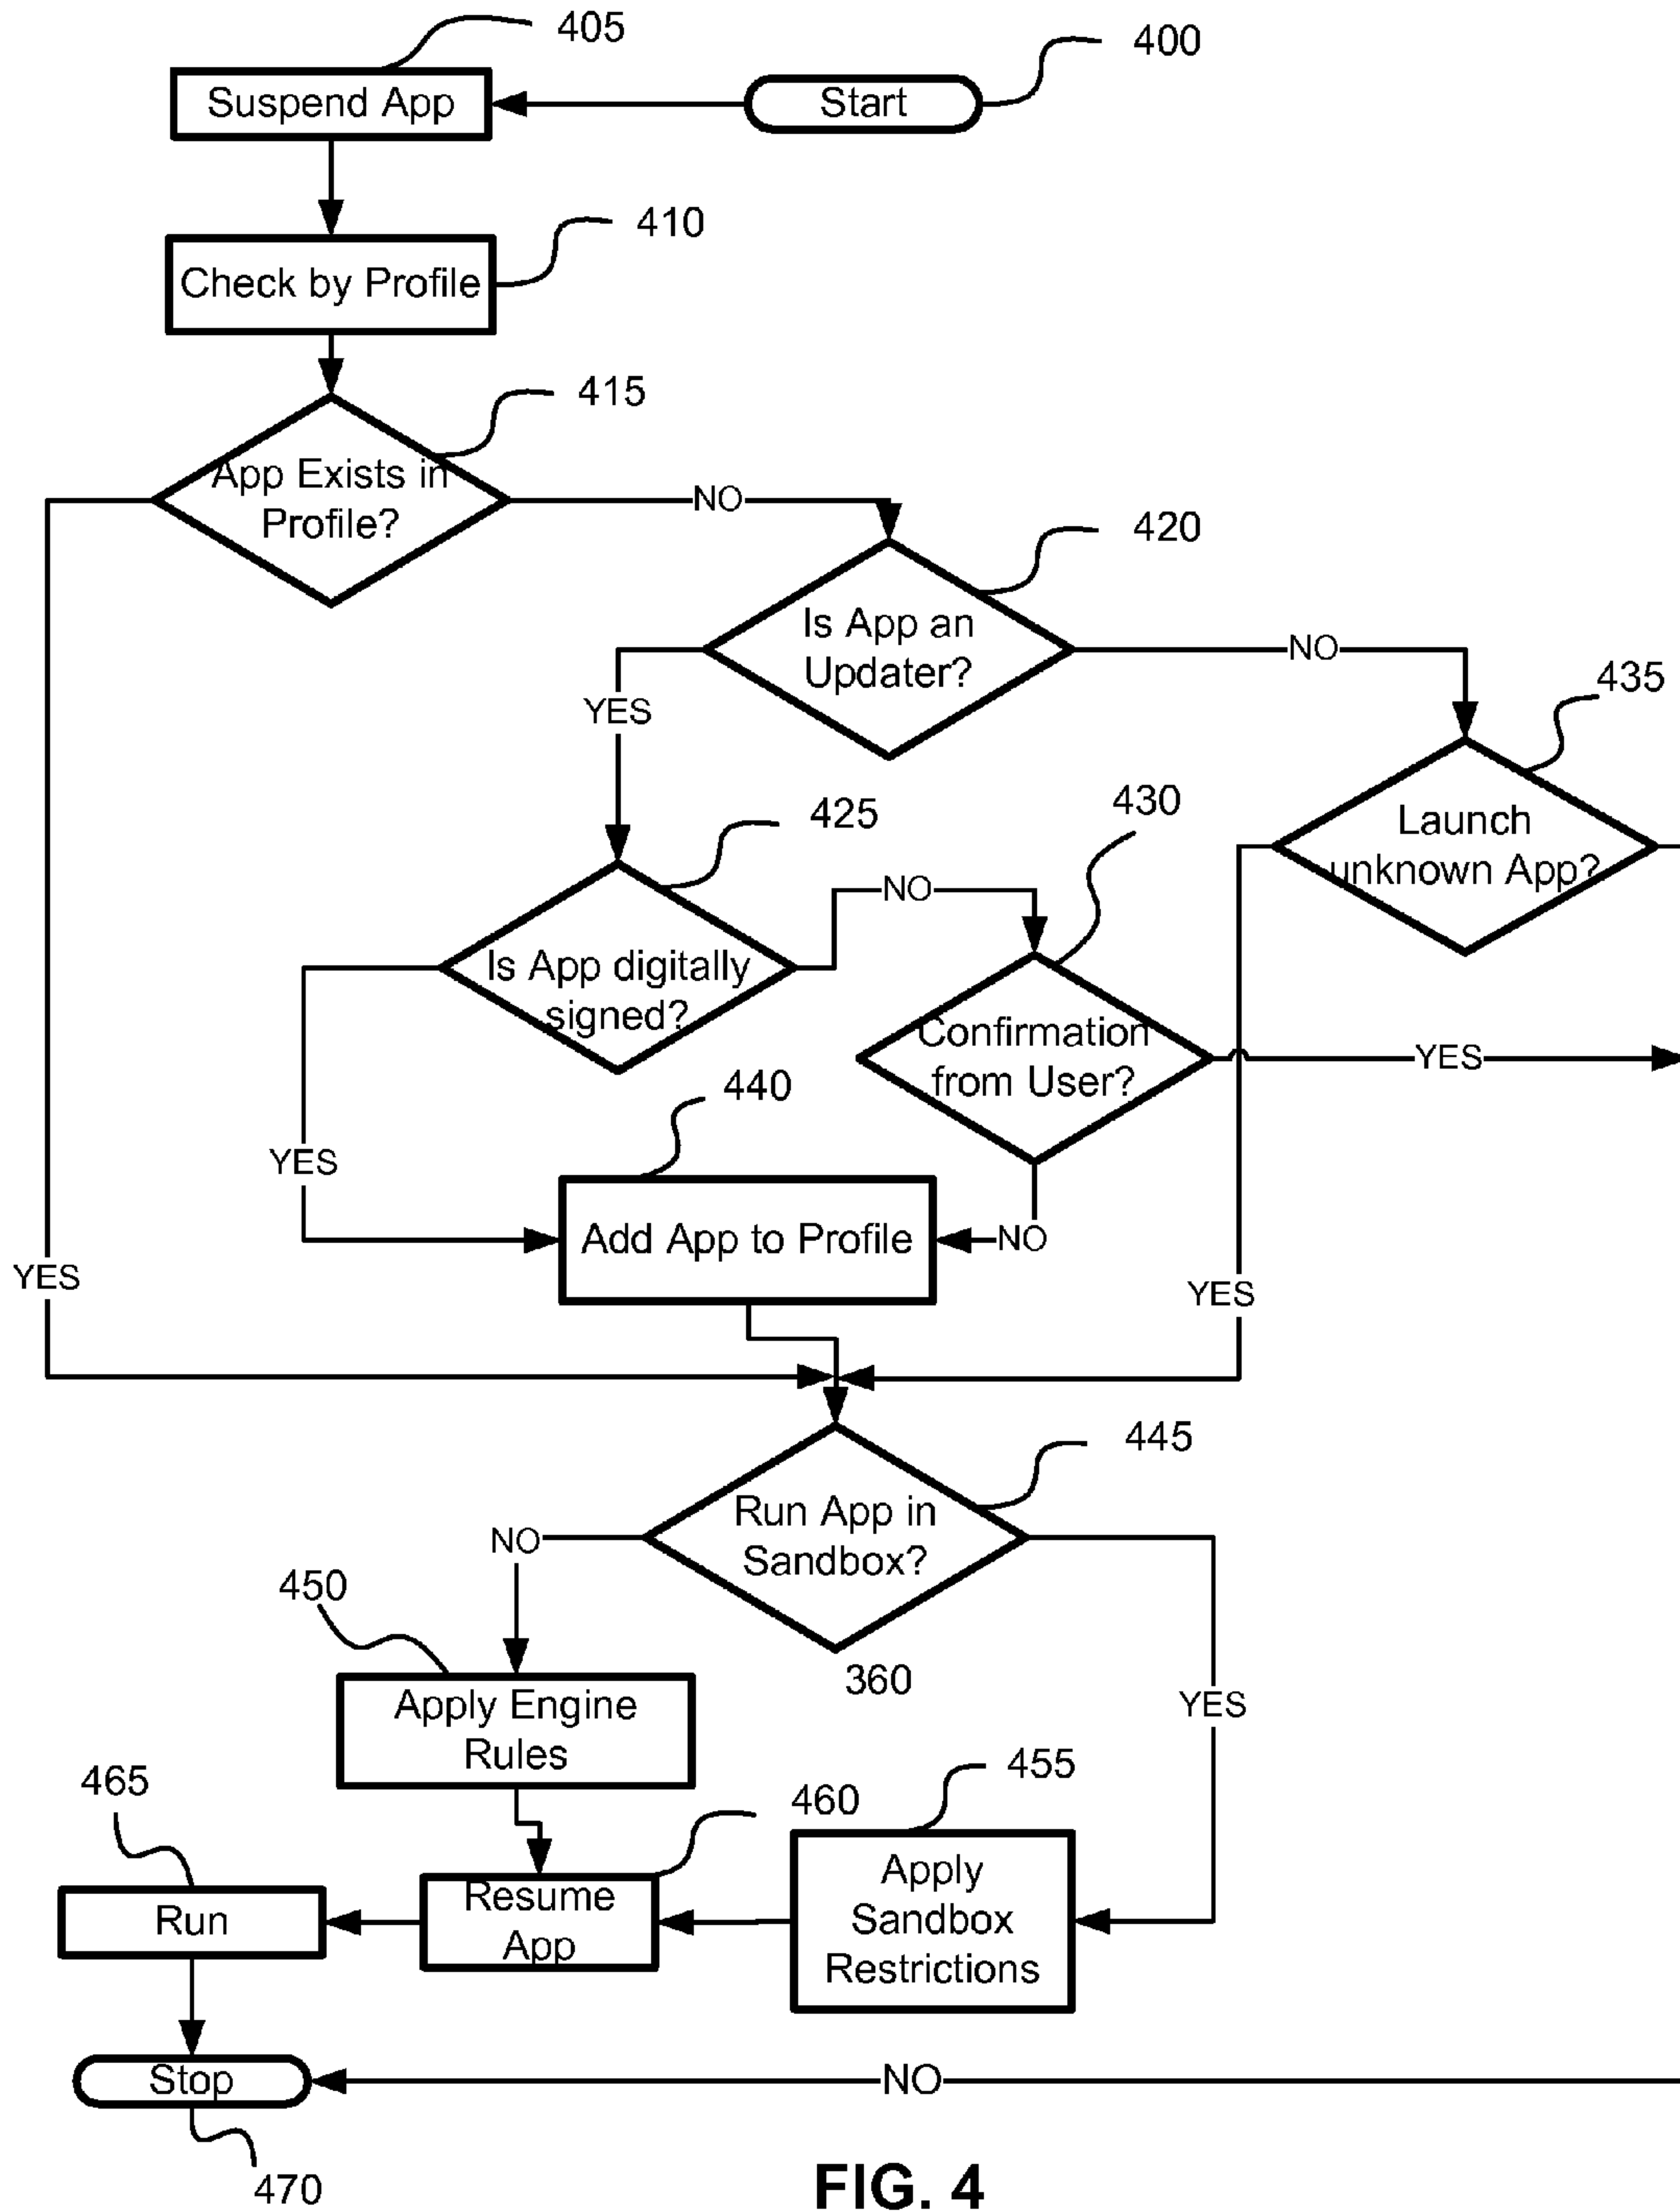 405
400
Suspend App
Start
410
Check by Profile
415
App Exists in
Profile?
NO
420
Is App an
Updater?
NO
435
YES
430
425
Launch
unknown App?
NO
Is App digitally
signed?
Confirmation
from User?
YES
440
YES
Add App to Profile
NO
YES
YES
445
Run App in
Sandbox?
NO
450
360
YES
Apply Engine
Rules
455
465
460
Apply
Sandbox
Restrictions
Resume
App
Run
Stop
NO
470
FIG. 4